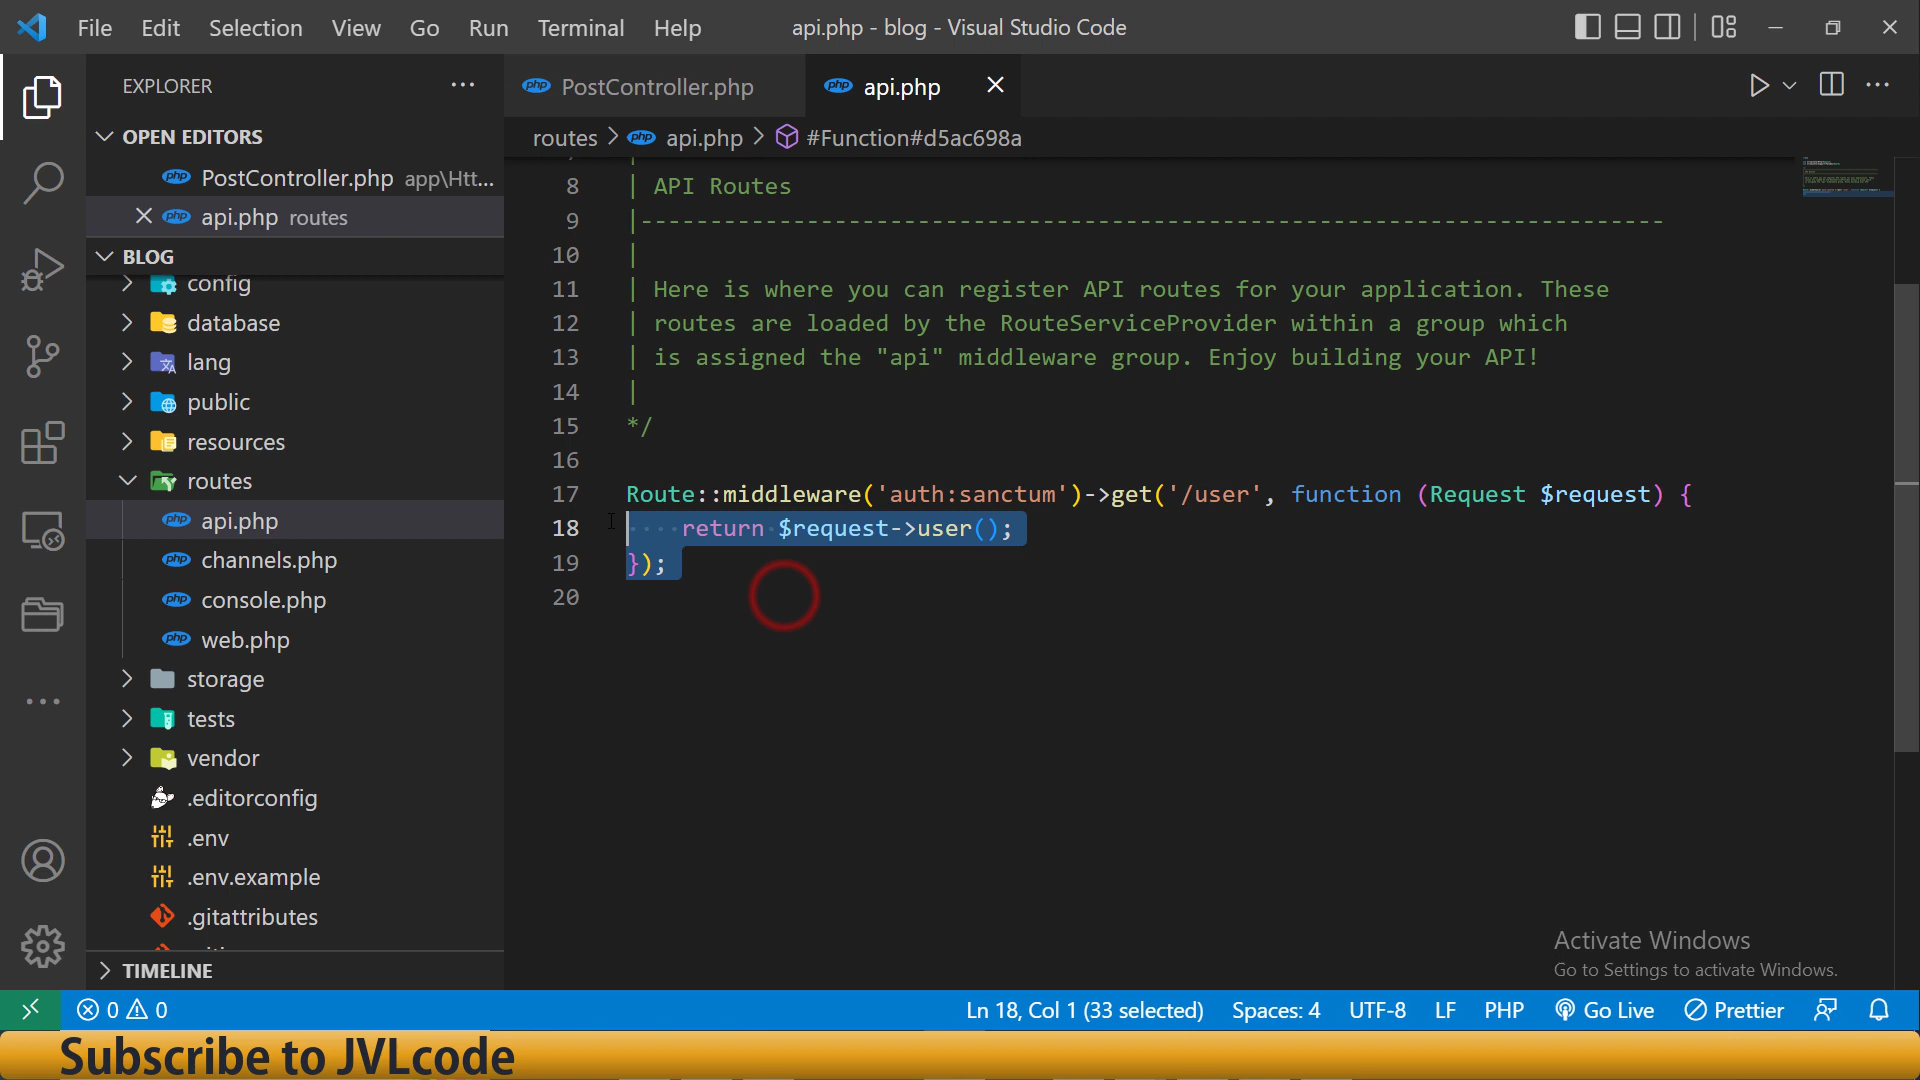 File Edit Selection View Go Run Terminal Help api.php - blog - Visual Studio Code
EXPLORER
OPEN EDITORS
PostController.php app\Htt...
api.php routes
BLOG
config
database
lang
public
resources
routes
api.php
channels.php
console.php
web.php
storage
tests
vendor
.editorconfig
.env
.env.example
.gitattributes
TIMELINE
php PostController.php php api.php
routes > php api.php > #Function#d5ac698a
8 | API Routes
9 |--------------------------------------------------------------------------
10 |
11 | Here is where you can register API routes for your application. These
12 | routes are loaded by the RouteServiceProvider within a group which
13 | is assigned the "api" middleware group. Enjoy building your API!
14 |
15 */
16
17 Route::middleware('auth:sanctum')->get('/user', function (Request $request) {
18 ····return·$request->user();
19 });
20
Activate Windows
Go to Settings to activate Windows.
0 0 Ln 18, Col 1 (33 selected) Spaces: 4 UTF-8 LF PHP Go Live Prettier
Subscribe to JVLcode